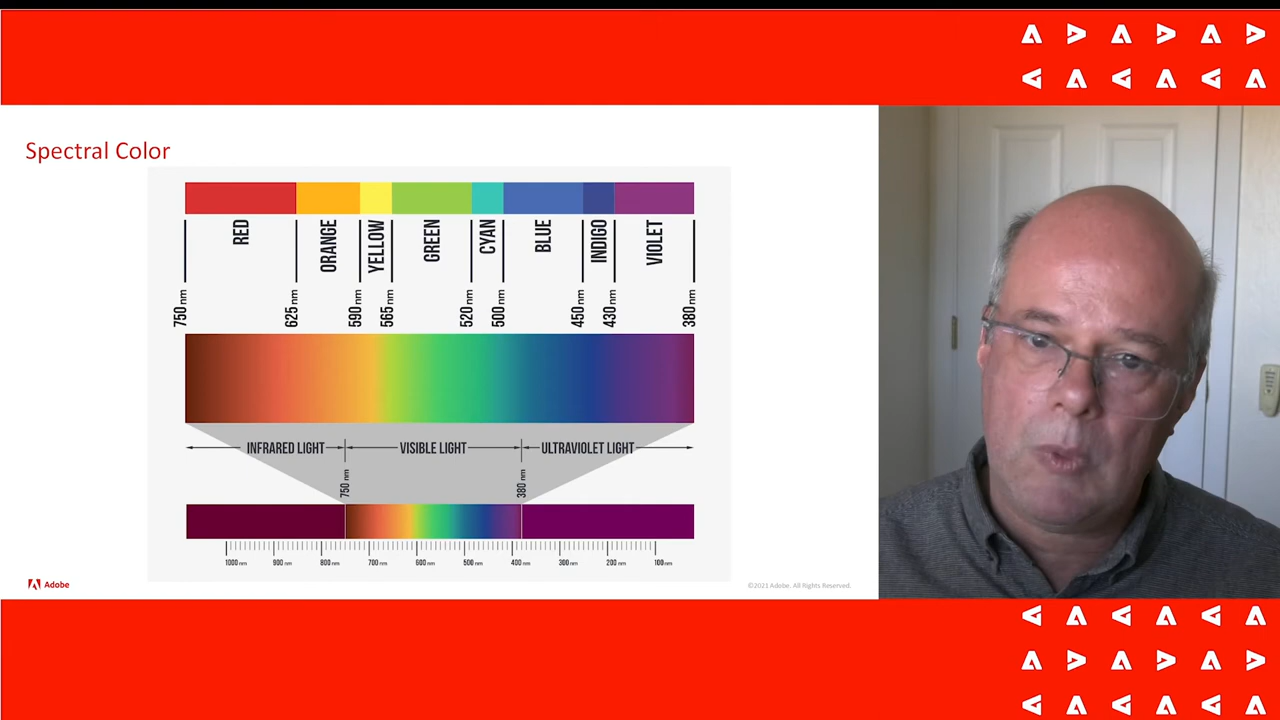 Spectral Color
RED
ORANGE
YELLOW
GREEN
CYAN
BLUE
INDIGO
VIOLET
750 nm
625 nm
590 nm
565 nm
520 nm
500 nm
450 nm
430 nm
380 nm
INFRARED LIGHT
VISIBLE LIGHT
ULTRAVIOLET LIGHT
750 nm
380 nm
1000 nm
900 nm
800 nm
700 nm
600 nm
500 nm
400 nm
300 nm
200 nm
100 nm
Adobe
©2021 Adobe. All Rights Reserved.